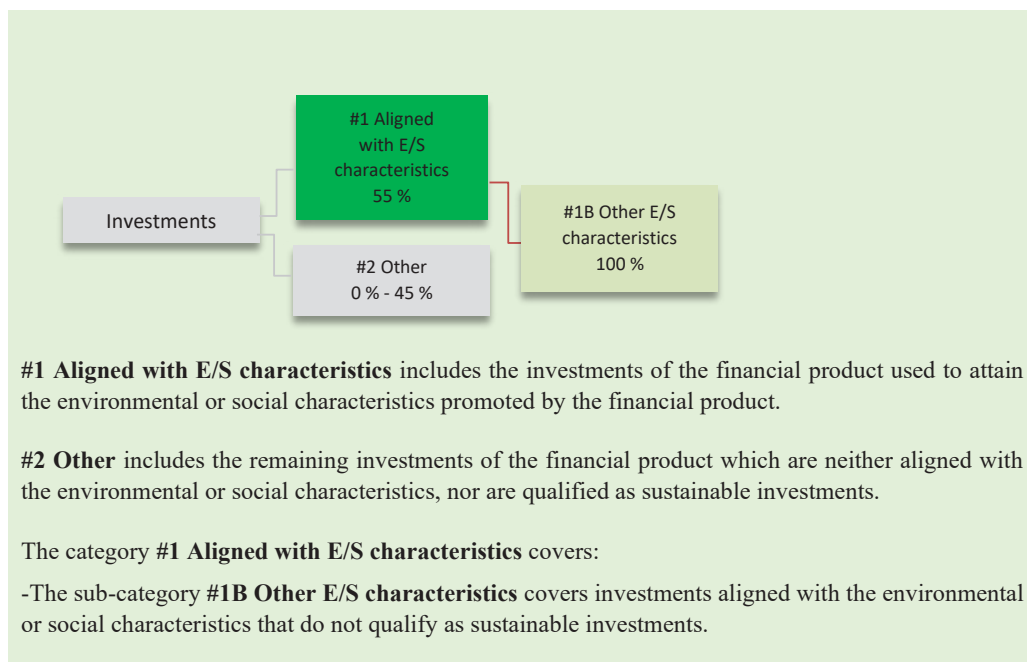 #1 Aligned
with E/S
characteristics
55 %
Investments
#1B Other E/S
characteristics
100 %
#2 Other
0 % - 45 %
#1 Aligned with E/S characteristics includes the investments of the financial product used to attain
the environmental or social characteristics promoted by the financial product.
#2 Other includes the remaining investments of the financial product which are neither aligned with
the environmental or social characteristics, nor are qualified as sustainable investments.
The category #1 Aligned with E/S characteristics covers:
-The sub-category #1B Other E/S characteristics covers investments aligned with the environmental
or social characteristics that do not qualify as sustainable investments.